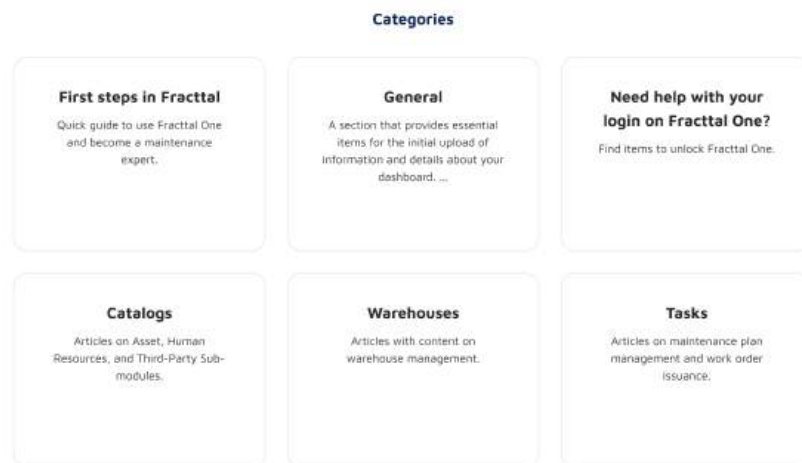 Categories
First steps in Fracttal
Quick guide to use Fracttal One
and become a maintenance
expert.
General
A section that provides essential
items for the initial upload of
information and details about your
dashboard. ...
Need help with your
login on Fracttal One?
Find items to unlock Fracttal One.
Catalogs
Articles on Asset, Human
Resources, and Third-Party Sub-
modules.
Warehouses
Articles with content on
warehouse management.
Tasks
Articles on maintenance plan
management and work order
issuance.